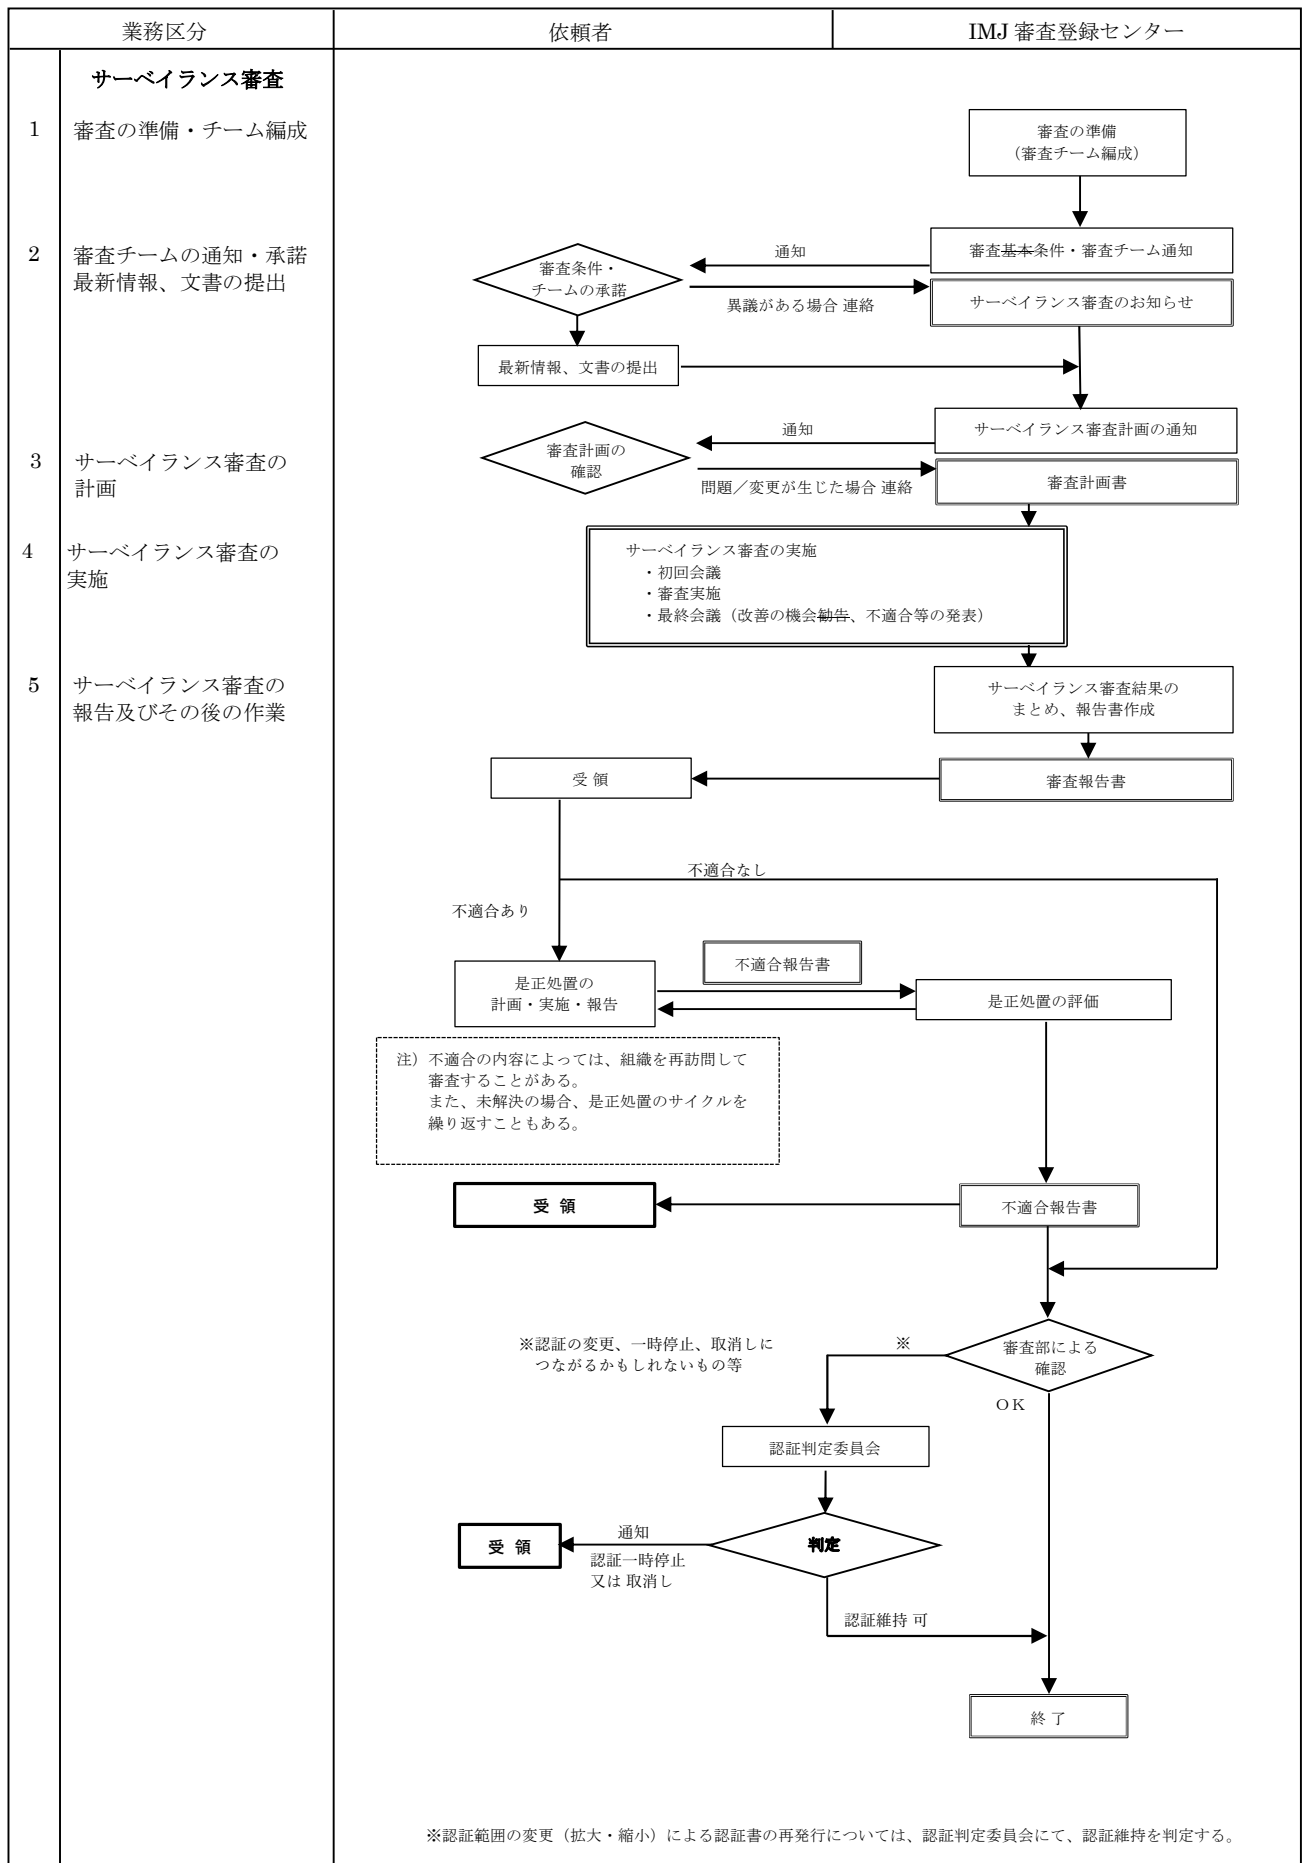 業務区分
依頼者
IMJ 審査登録センター
サーベイランス審査
1 審査の準備・チーム編成
審査の準備
（審査チーム編成）
2 審査チームの通知・承諾
最新情報、文書の提出
審査基本条件・審査チーム通知
通知
審査条件・
チームの承諾
異議がある場合 連絡
サーベイランス審査のお知らせ
最新情報、文書の提出
3 サーベイランス審査の
計画
サーベイランス審査計画の通知
通知
審査計画の
確認
問題／変更が生じた場合 連絡
審査計画書
4 サーベイランス審査の
実施
サーベイランス審査の実施
・初回会議
・審査実施
・最終会議（改善の機会勧告、不適合等の発表）
5 サーベイランス審査の
報告及びその後の作業
サーベイランス審査結果の
まとめ、報告書作成
受 領
審査報告書
不適合なし
不適合あり
不適合報告書
是正処置の
計画・実施・報告
是正処置の評価
注）不適合の内容によっては、組織を再訪問して
審査することがある。
また、未解決の場合、是正処置のサイクルを
繰り返すこともある。
受 領
不適合報告書
※認証の変更、一時停止、取消しに
つながるかもしれないもの等
※
審査部による
確認
ＯＫ
認証判定委員会
受 領
通知
認証一時停止
又は 取消し
判定
認証維持 可
終 了
※認証範囲の変更（拡大・縮小）による認証書の再発行については、認証判定委員会にて、認証維持を判定する。